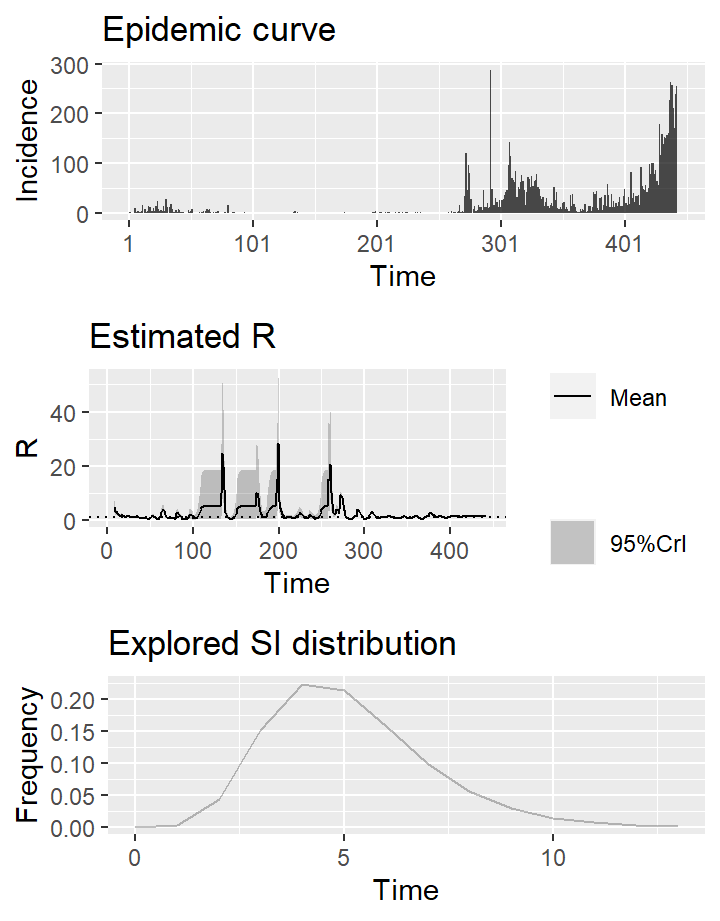 Epidemic curve
300
200
100
0
Incidence
1 101 201 301 401
Time
Estimated R
40
20
0
R
0 100 200 300 400
Time
Mean
95%CrI
Explored SI distribution
0.20
0.15
0.10
0.05
0.00
Frequency
0 5 10
Time